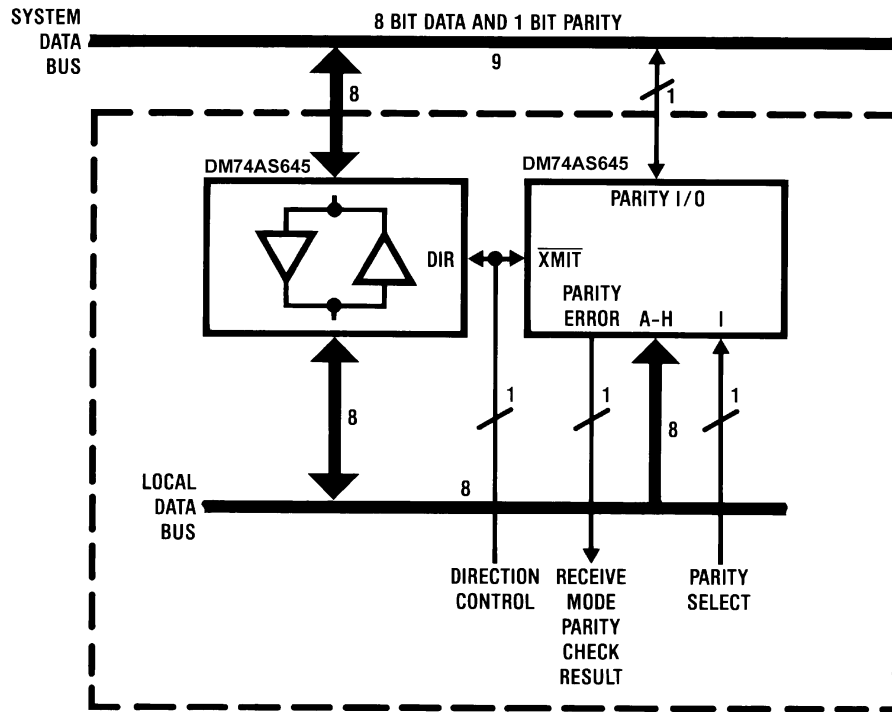 SYSTEM
DATA
BUS
8 BIT DATA AND 1 BIT PARITY
9
8
1
DM74AS645
DM74AS645
PARITY I/O
DIR
XMIT
PARITY
ERROR
A-H
I
8
1
1
8
1
LOCAL
DATA
BUS
8
DIRECTION
CONTROL
RECEIVE
MODE
PARITY
CHECK
RESULT
PARITY
SELECT